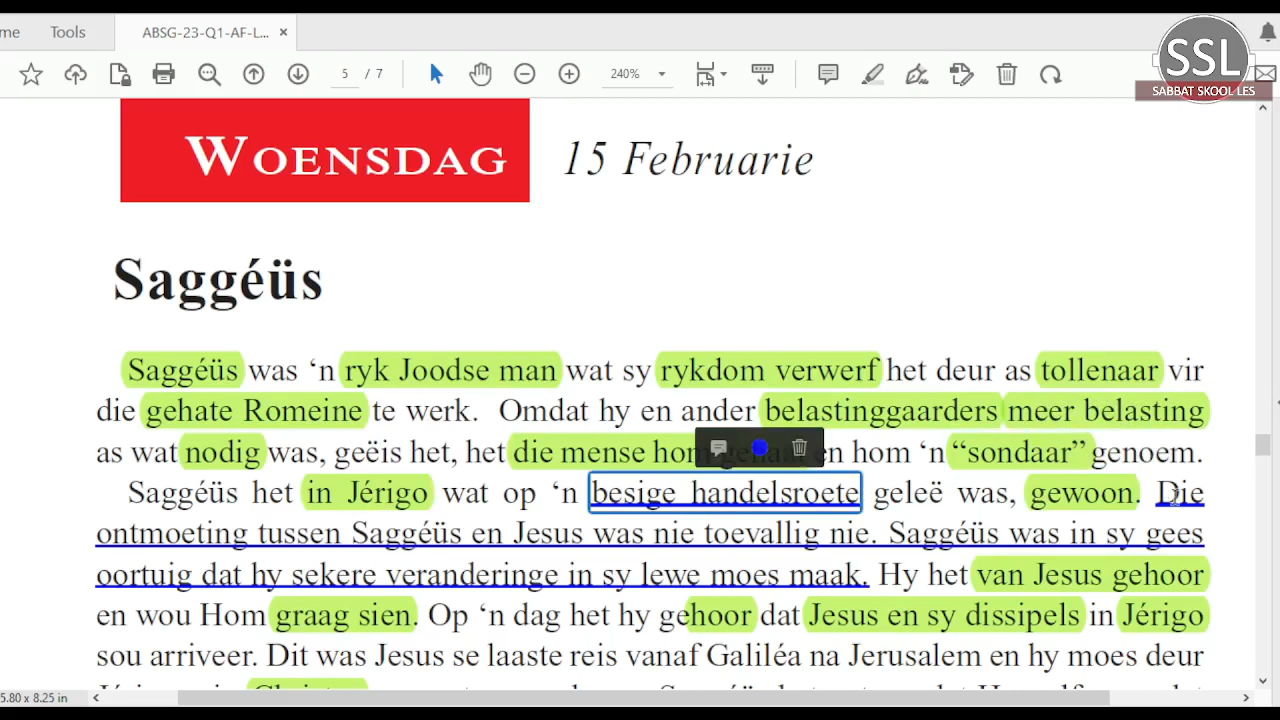 me Tools ABSG-23-Q1-AF-L... ×
5 / 7 240%
SSL
SABBAT SKOOL LES
WOENSDAG 15 Februarie
Saggéüs
Saggéüs was ‘n ryk Joodse man wat sy rykdom verwerf het deur as tollenaar vir
die gehate Romeine te werk. Omdat hy en ander belastinggaarders meer belasting
as wat nodig was, geëis het, het die mense hom en hom ‘n “sondaar” genoem.
Saggéüs het in Jérigo wat op ‘n besige handelsroete geleë was, gewoon. Die
ontmoeting tussen Saggéüs en Jesus was nie toevallig nie. Saggéüs was in sy gees
oortuig dat hy sekere veranderinge in sy lewe moes maak. Hy het van Jesus gehoor
en wou Hom graag sien. Op ‘n dag het hy gehoor dat Jesus en sy dissipels in Jérigo
sou arriveer. Dit was Jesus se laaste reis vanaf Galiléa na Jerusalem en hy moes deur
5.80 x 8.25 in